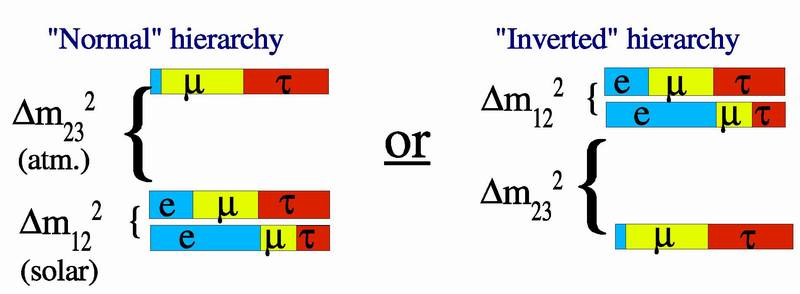 "Normal" hierarchy
μ τ
Δm₂₃²
(atm.)
e μ τ
Δm₁₂²
e μ τ
(solar)
or
"Inverted" hierarchy
e μ τ
Δm₁₂²
e μ τ
Δm₂₃²
μ τ